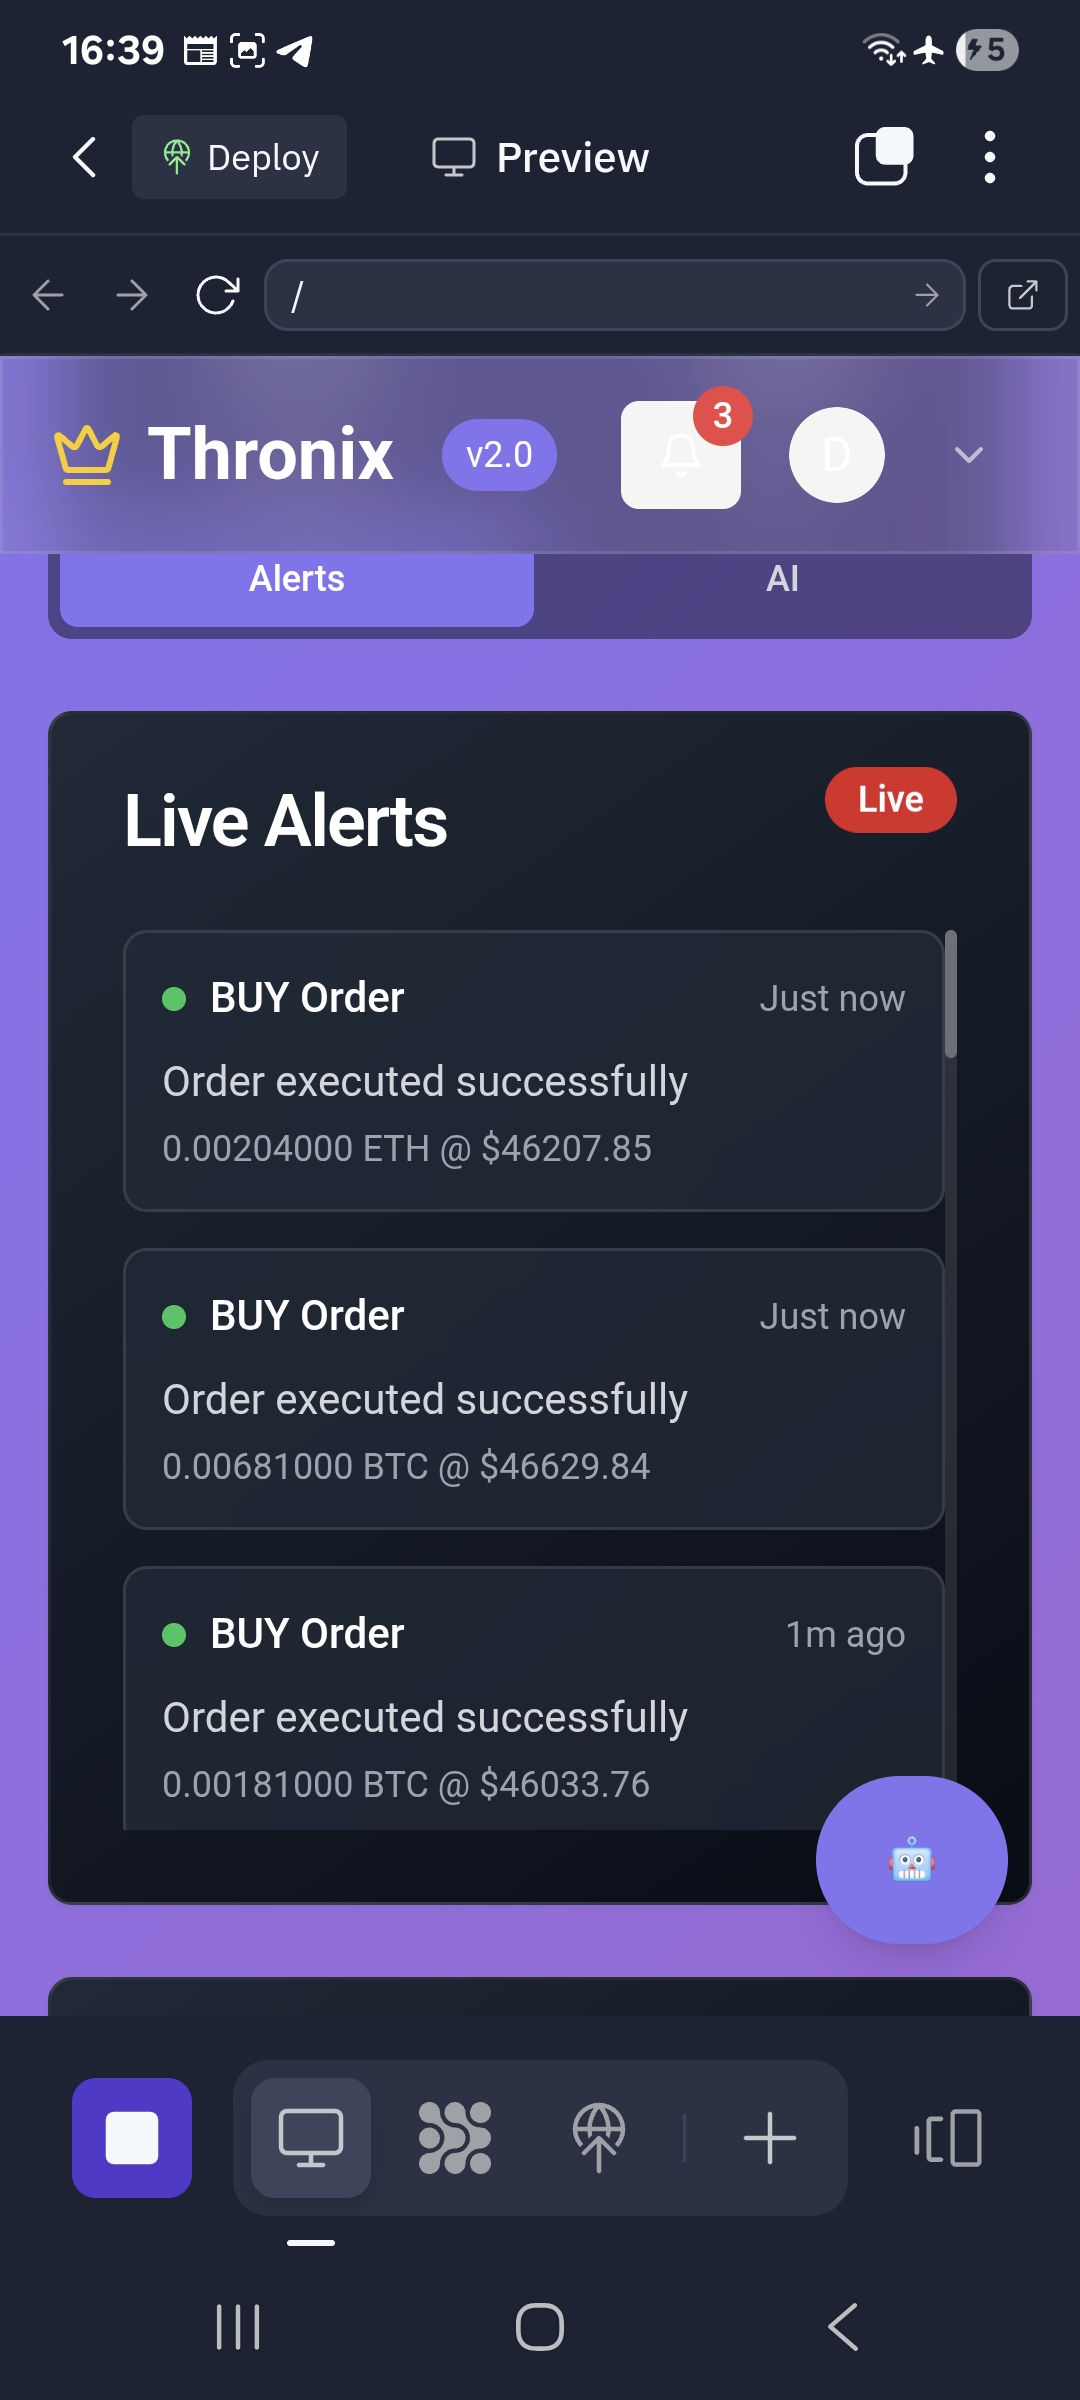 16:39
5
Deploy
Preview
/
Thronix
v2.0
3
D
Alerts
AI
Live Alerts
Live
BUY Order
Just now
Order executed successfully
0.00204000 ETH @ $46207.85
BUY Order
Just now
Order executed successfully
0.00681000 BTC @ $46629.84
BUY Order
1m ago
Order executed successfully
0.00181000 BTC @ $46033.76